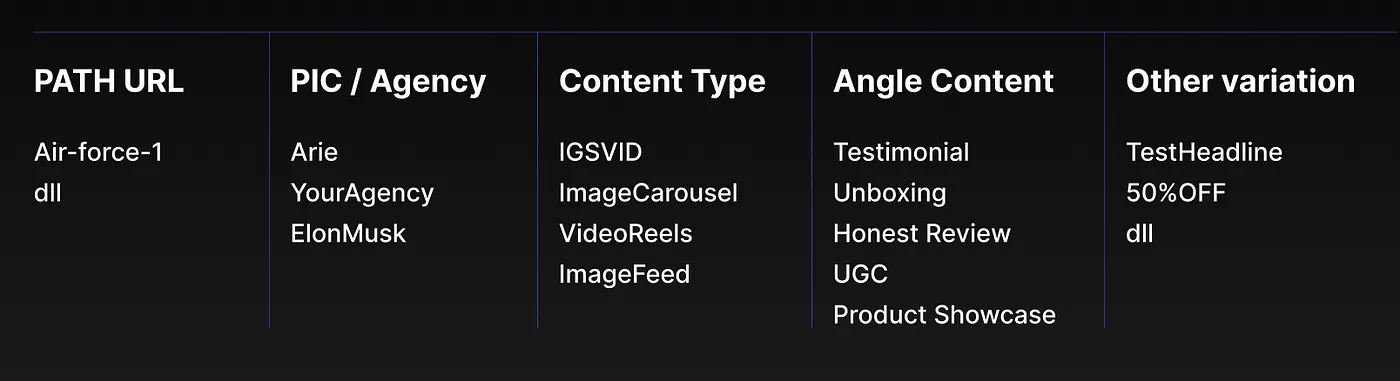 PATH URL
Air-force-1
dll
PIC / Agency
Arie
YourAgency
ElonMusk
Content Type
IGSVID
ImageCarousel
VideoReels
ImageFeed
Angle Content
Testimonial
Unboxing
Honest Review
UGC
Product Showcase
Other variation
TestHeadline
50%OFF
dll